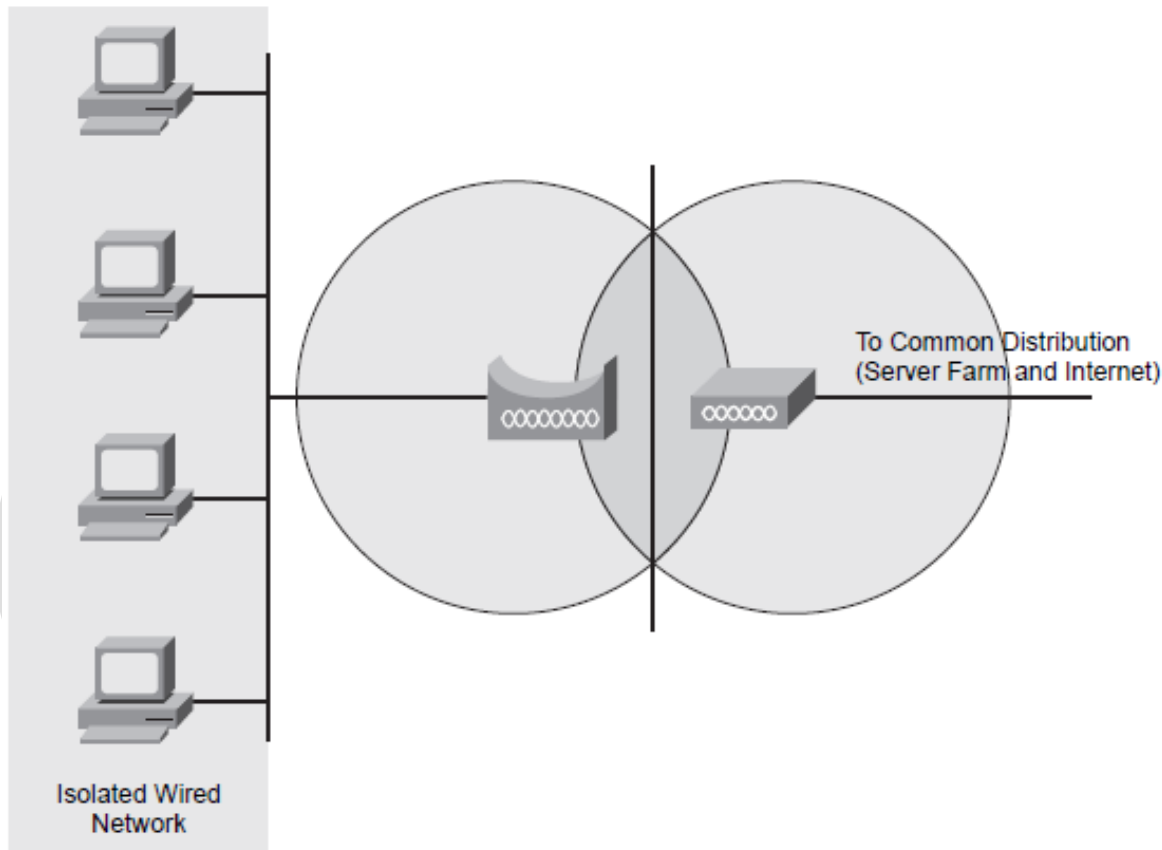 To Common Distribution
(Server Farm and Internet)
Isolated Wired
Network